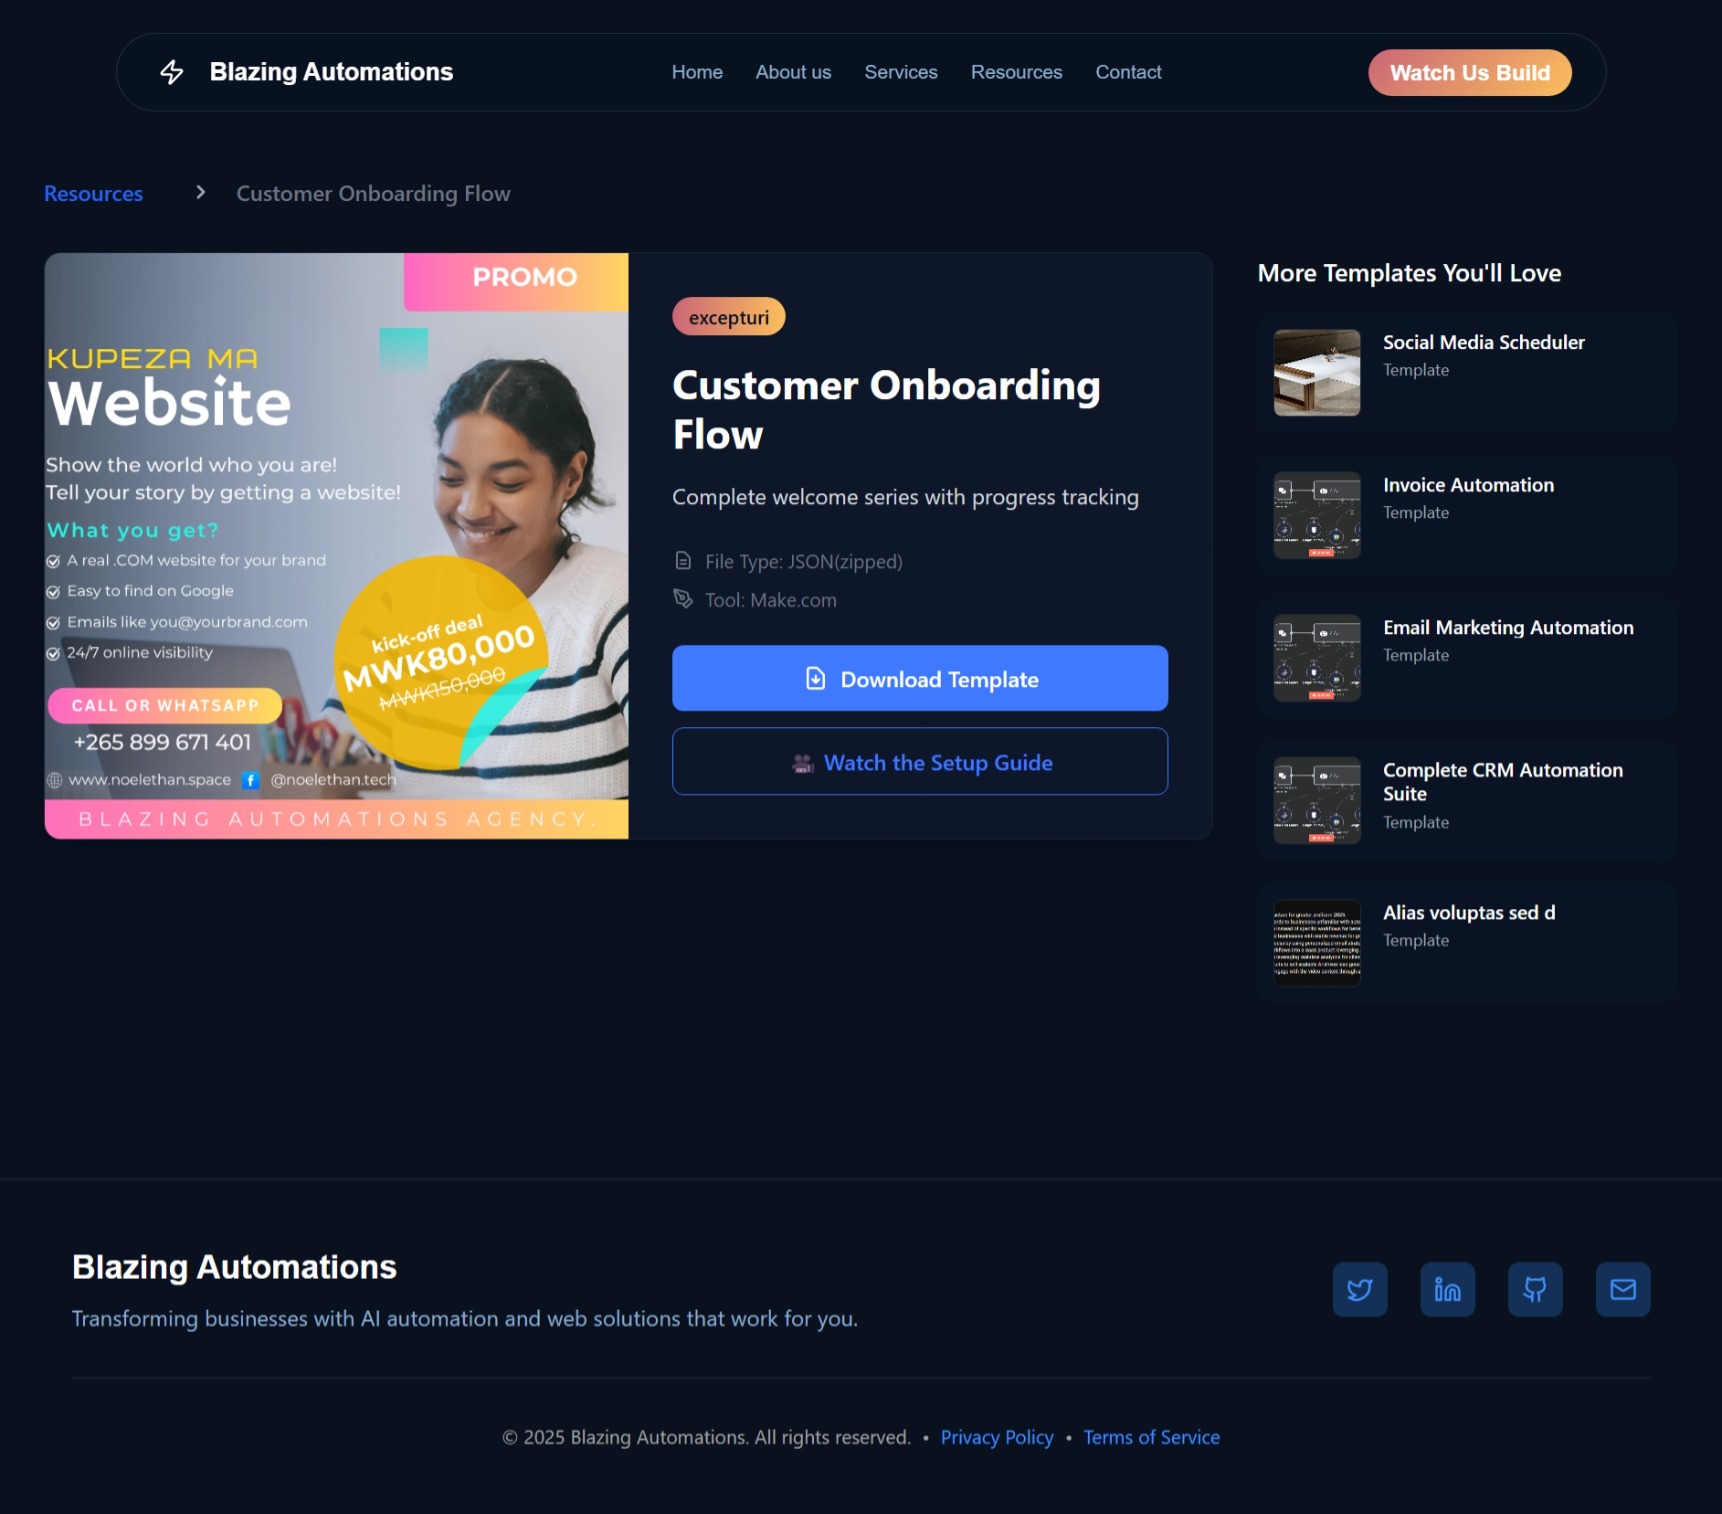 Blazing Automations
Home
About us
Services
Resources
Contact
Watch Us Build
Resources
Customer Onboarding Flow
PROMO
KUPEZA MA
Website
Show the world who you are!
Tell your story by getting a website!
What you get?
A real .COM website for your brand
Easy to find on Google
Emails like you@yourbrand.com
24/7 online visibility
kick-off deal
MWK80,000
MWK150,000
CALL OR WHATSAPP
+265 899 671 401
www.noelethan.space
@noelethan.tech
BLAZING AUTOMATIONS AGENCY.
excepturi
Customer Onboarding
Flow
Complete welcome series with progress tracking
File Type: JSON(zipped)
Tool: Make.com
Download Template
Watch the Setup Guide
More Templates You'll Love
Social Media Scheduler
Template
Invoice Automation
Template
Email Marketing Automation
Template
Complete CRM Automation
Suite
Template
Alias voluptas sed d
Template
Blazing Automations
Transforming businesses with AI automation and web solutions that work for you.
© 2025 Blazing Automations. All rights reserved. • Privacy Policy • Terms of Service